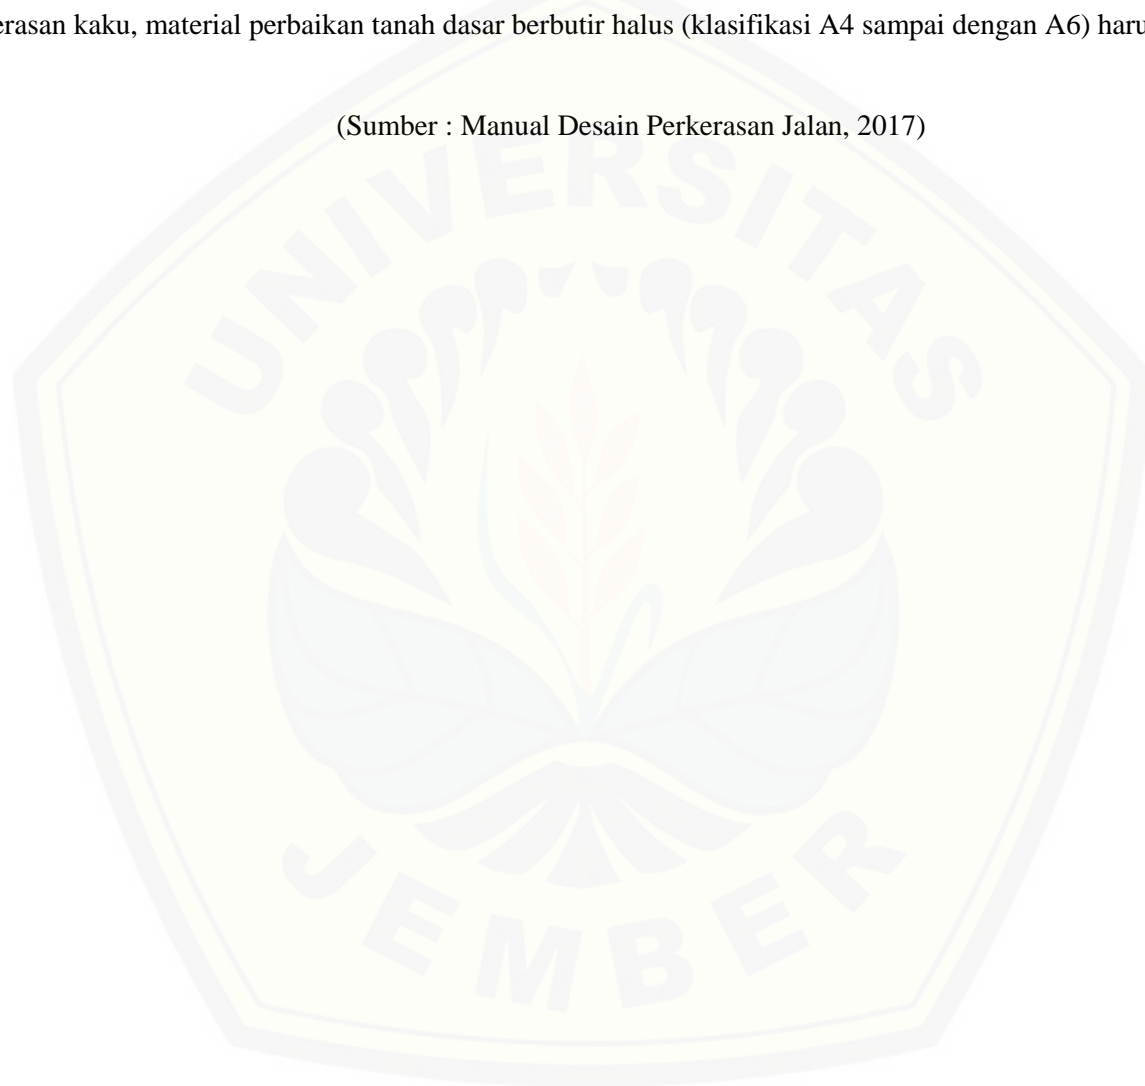 erasan kaku, material perbaikan tanah dasar berbutir halus (klasifikasi A4 sampai dengan A6) haru
(Sumber : Manual Desain Perkerasan Jalan, 2017)
UNIVERSITAS
JEMBER